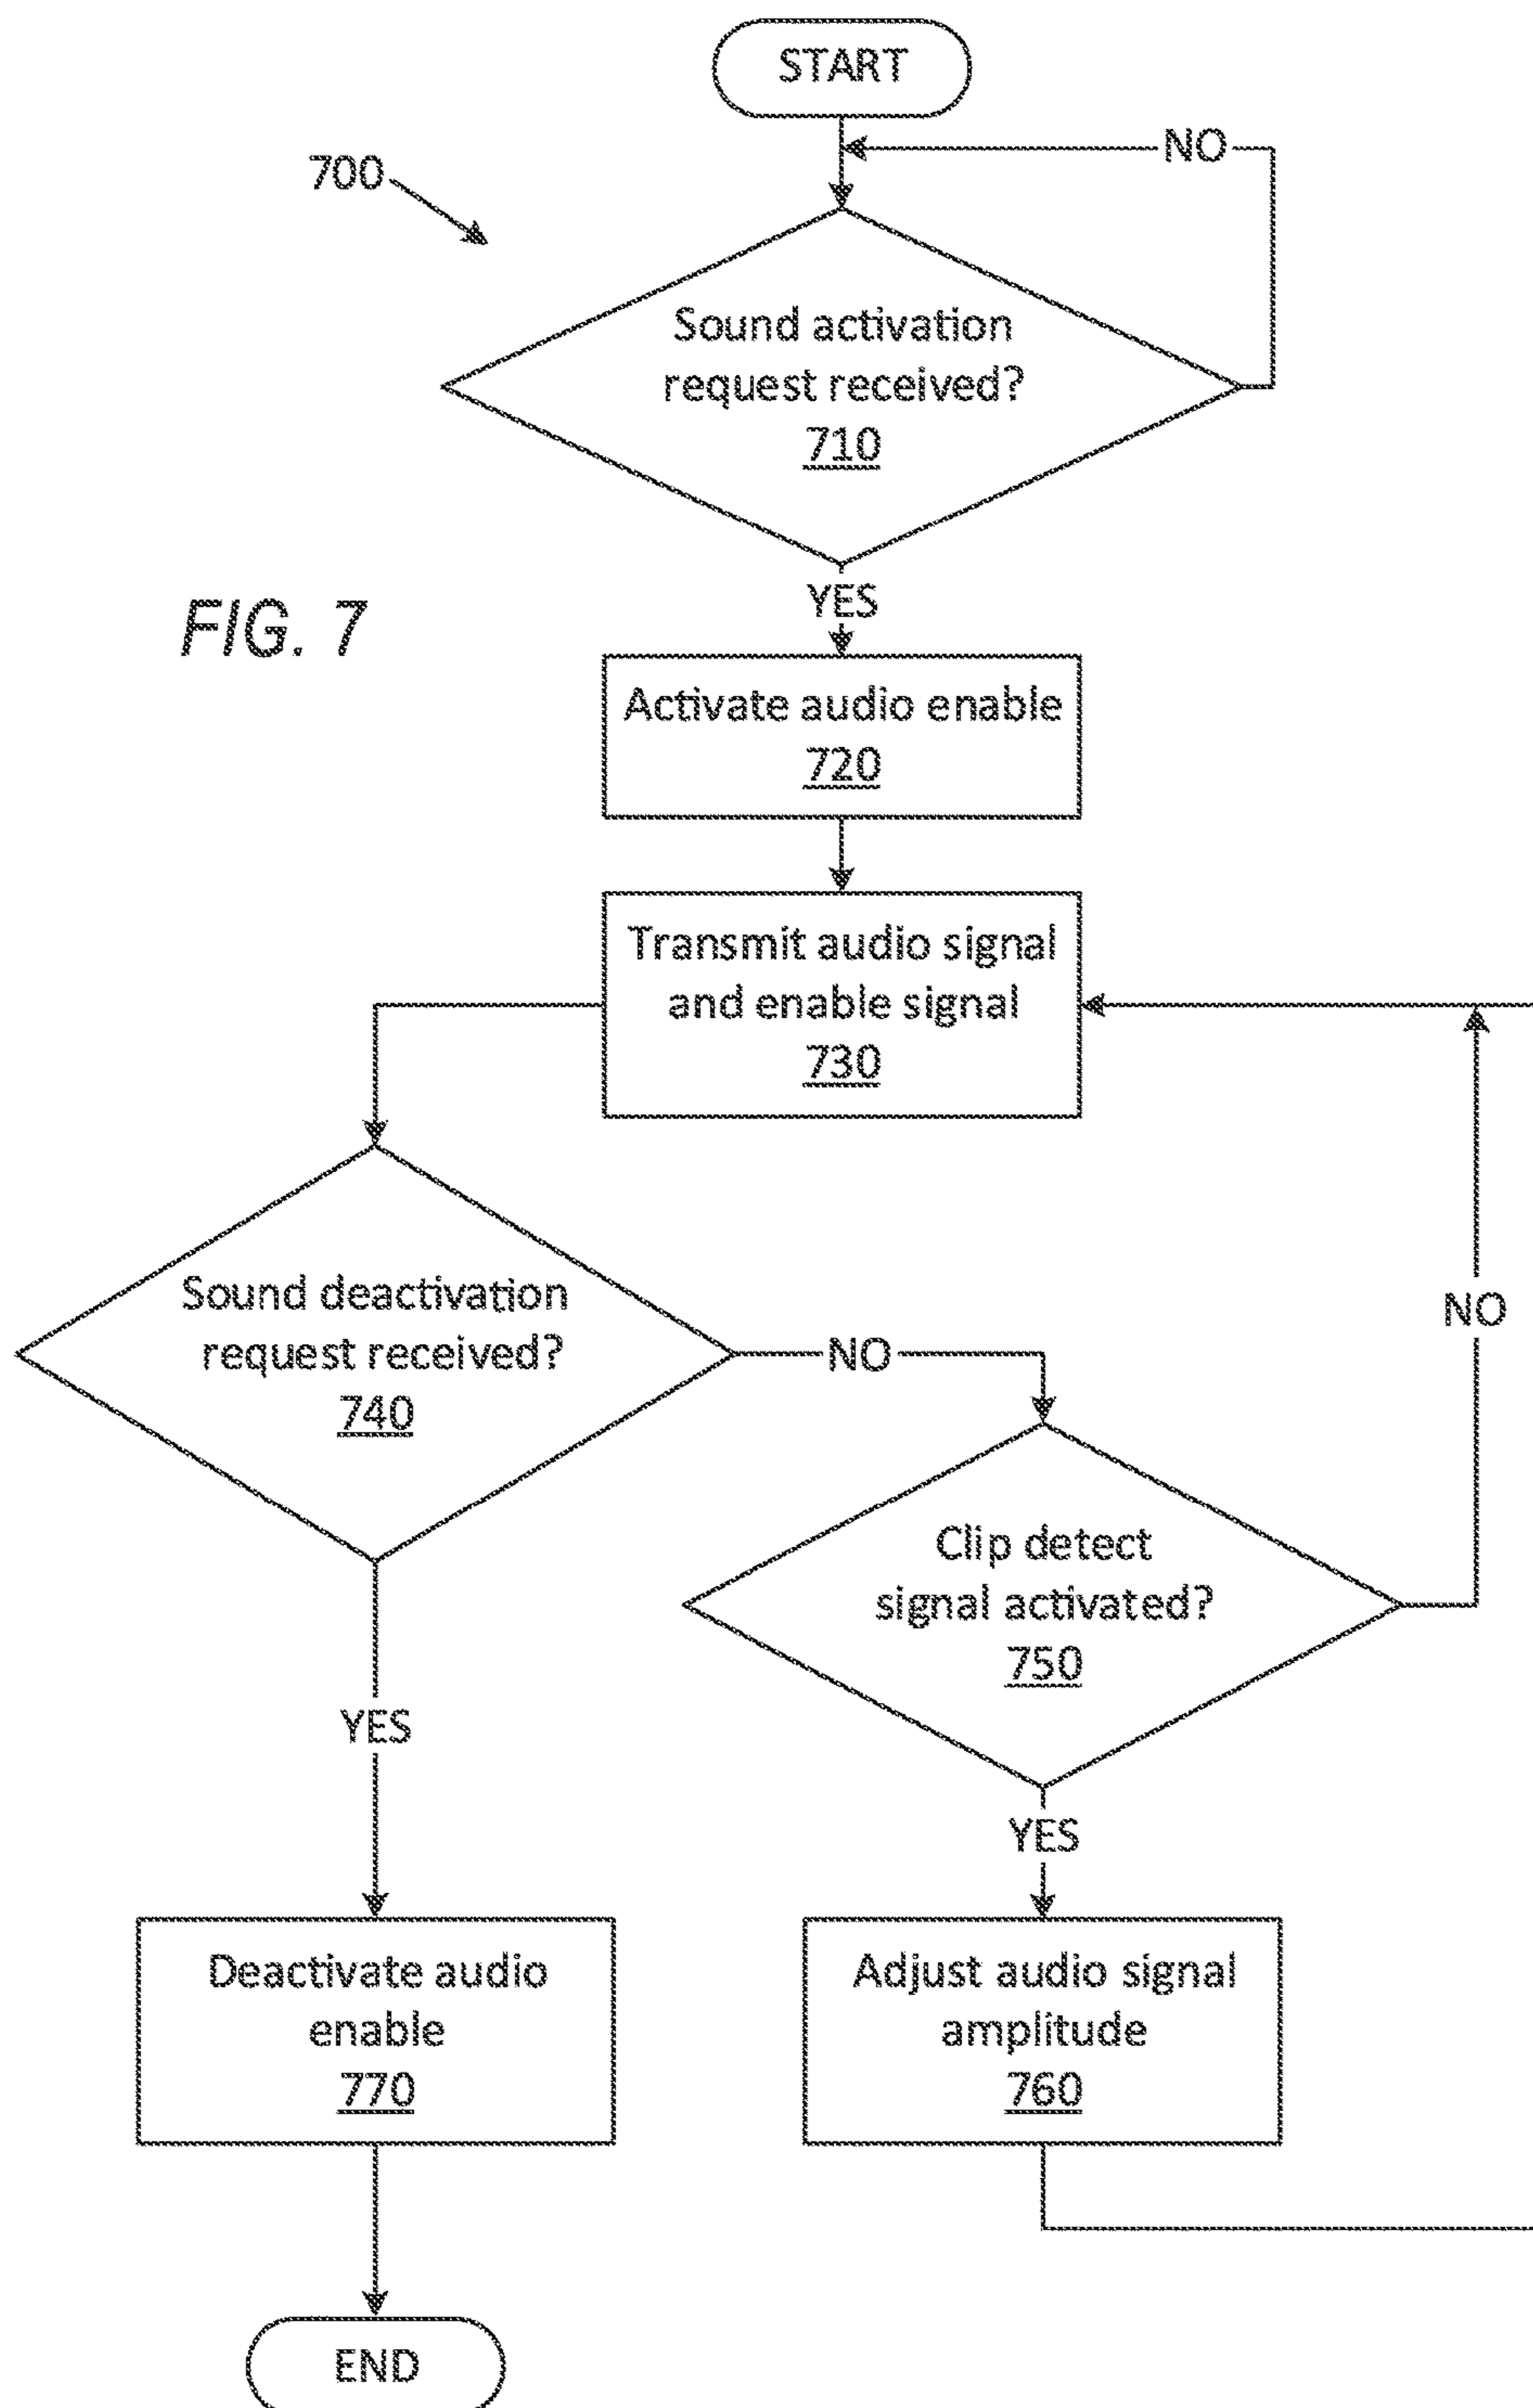 START
NO
700
Sound activation
request received?
710
YES
FIG. 7
Activate audio enable
720
Transmit audio signal
and enable signal
730
Sound deactivation
request received?
740
NO
NO
Clip detect
signal activated?
750
YES
YES
Deactivate audio
enable
770
Adjust audio signal
amplitude
760
END